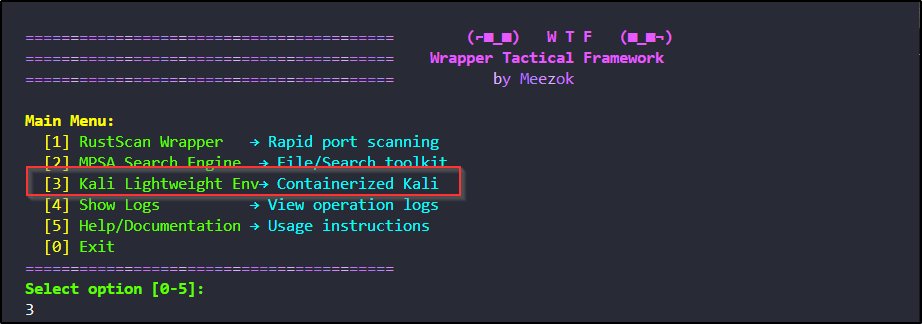 ========================================= (⌐■_■) W T F (■_■¬)
========================================= Wrapper Tactical Framework
========================================= by Meezok
Main Menu:
[1] RustScan Wrapper → Rapid port scanning
[2] MPSA Search Engine → File/Search toolkit
[3] Kali Lightweight Env→ Containerized Kali
[4] Show Logs → View operation logs
[5] Help/Documentation → Usage instructions
[0] Exit
=========================================
Select option [0-5]:
3